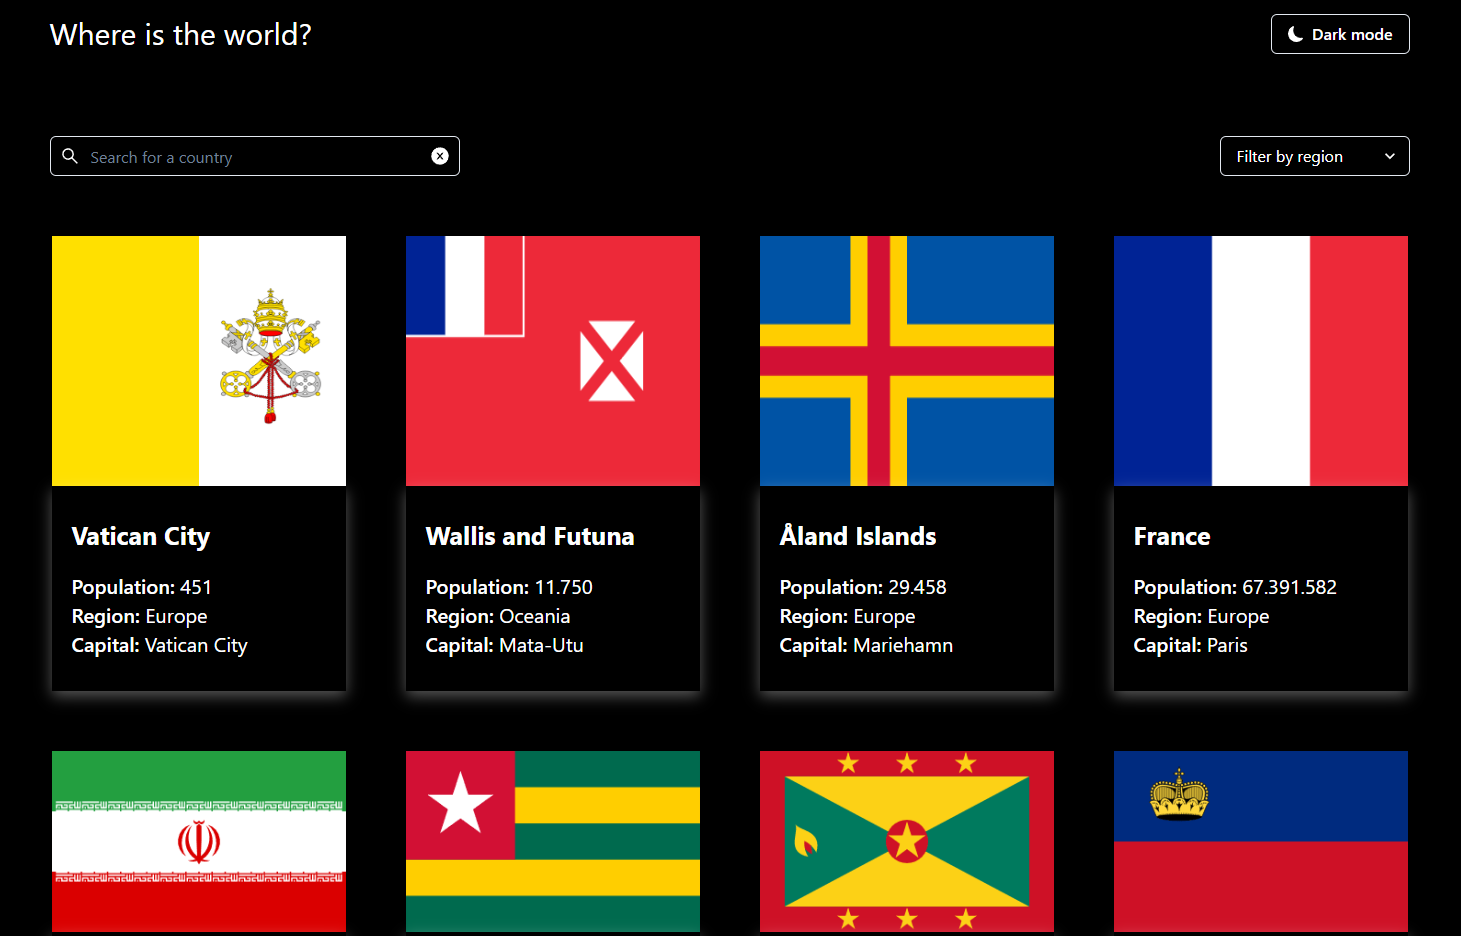 Where is the world?
Dark mode
Search for a country
Filter by region
Vatican City
Population: 451
Region: Europe
Capital: Vatican City
Wallis and Futuna
Population: 11.750
Region: Oceania
Capital: Mata-Utu
Åland Islands
Population: 29.458
Region: Europe
Capital: Mariehamn
France
Population: 67.391.582
Region: Europe
Capital: Paris